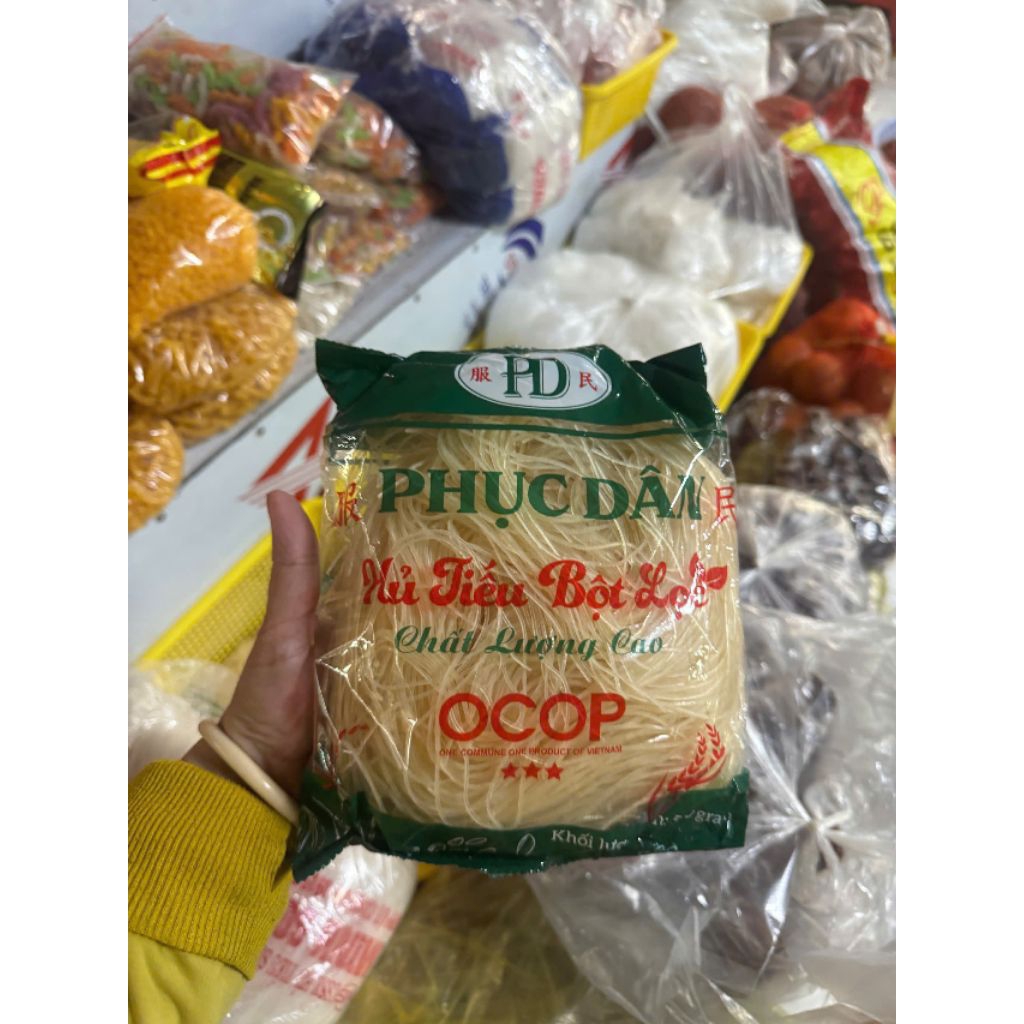 服 PD 民
服 PHỤC DÂN 民
Hủ Tiếu Bột Lọc
Chất Lượng Cao
OCOP
ONE COMMUNE ONE PRODUCT OF VIETNAM
Khối